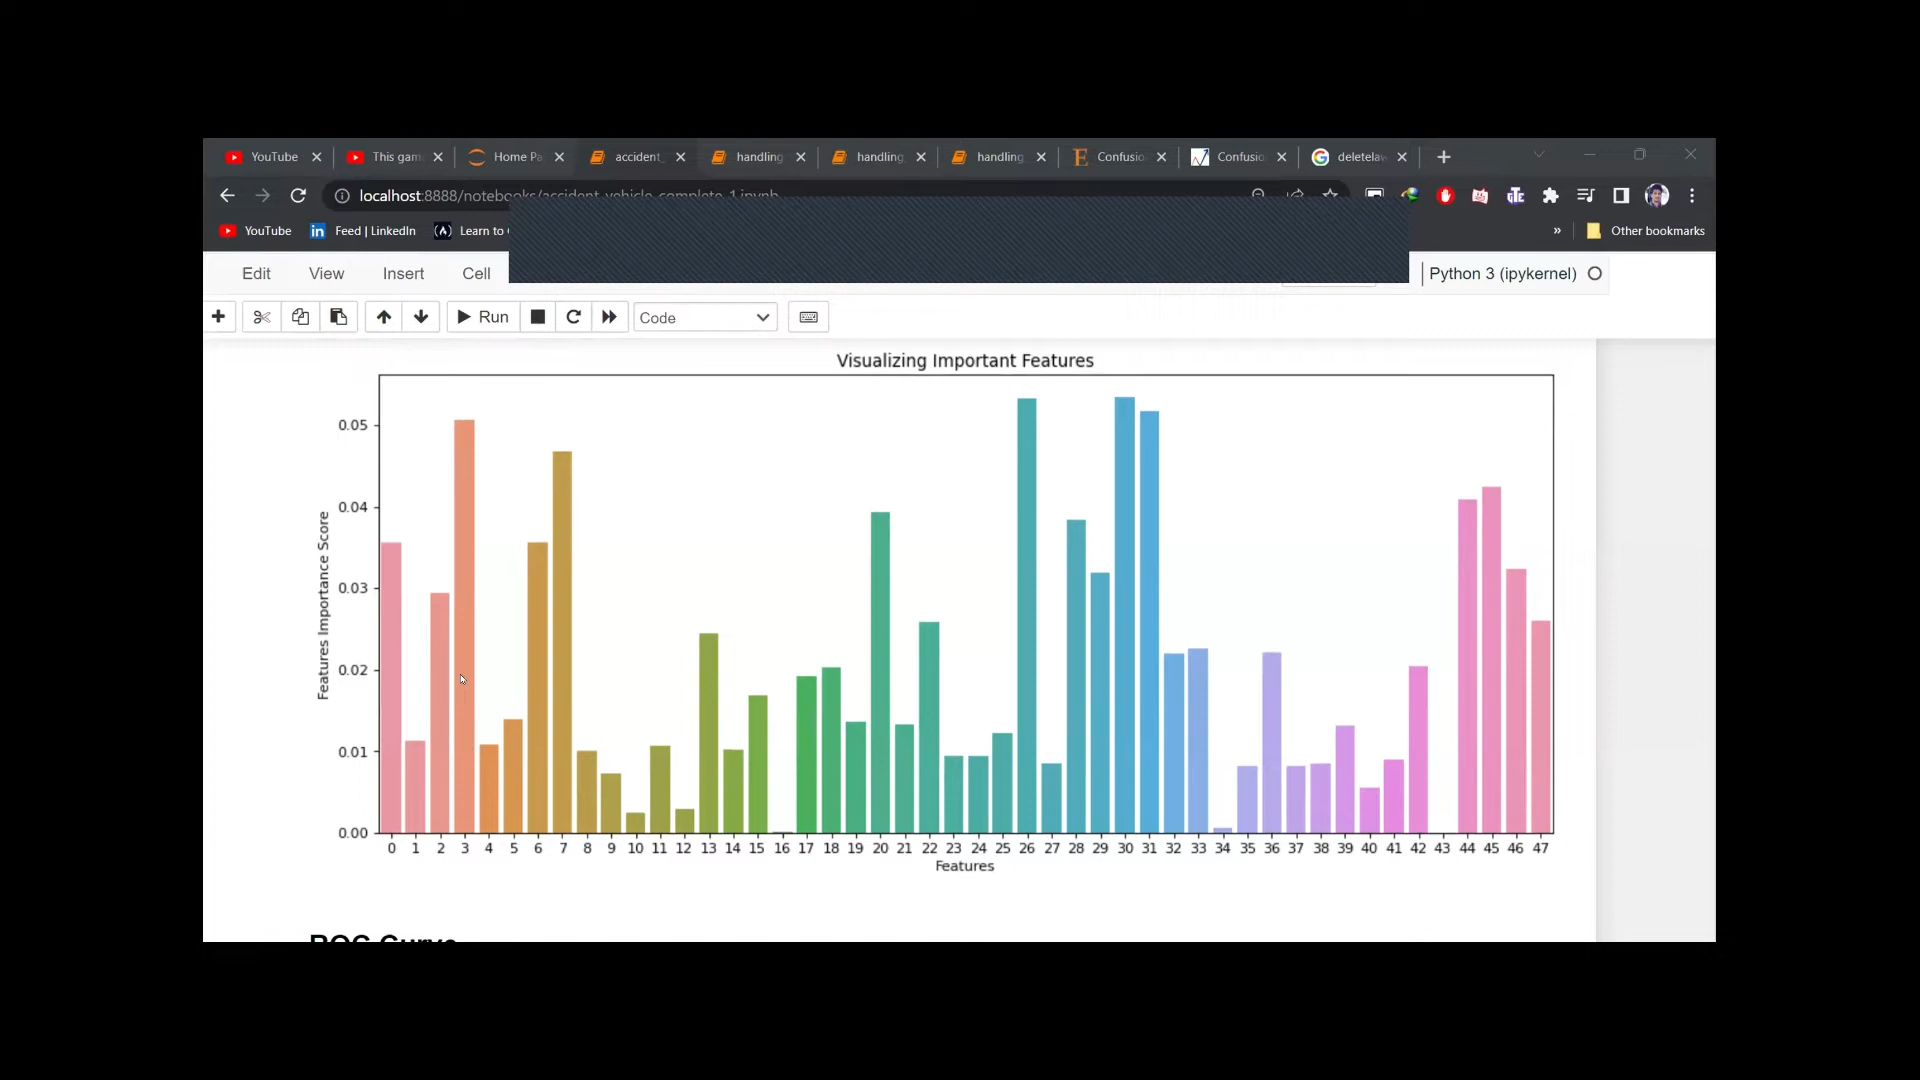 YouTube This gam Home Pa accident_ handling_ handling_ handling_ Confusio Confusio deletelaw
localhost:8888/notebooks/accident_vehicle_complete_1.ipynb
YouTube Feed | LinkedIn Learn to » Other bookmarks
Edit View Insert Cell Python 3 (ipykernel)
Run Code
Visualizing Important Features
Features Importance Score
0.05
0.04
0.03
0.02
0.01
0.00
0 1 2 3 4 5 6 7 8 9 10 11 12 13 14 15 16 17 18 19 20 21 22 23 24 25 26 27 28 29 30 31 32 33 34 35 36 37 38 39 40 41 42 43 44 45 46 47
Features
ROC Curve